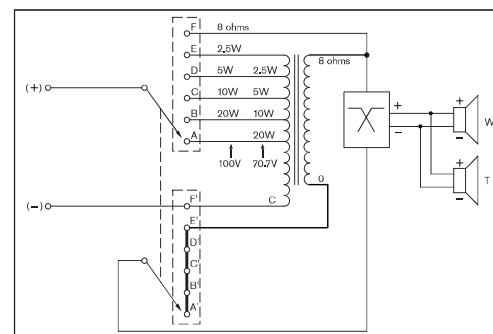 F 8 ohms
E 2.5W
8 ohms
D 5W 2.5W
(+) C 10W 5W
B 20W 10W
+
W
-
+
-
A 20W
100V 70.7V
+
T
-
0
(-) F' C
E'
D'
C'
B'
A'